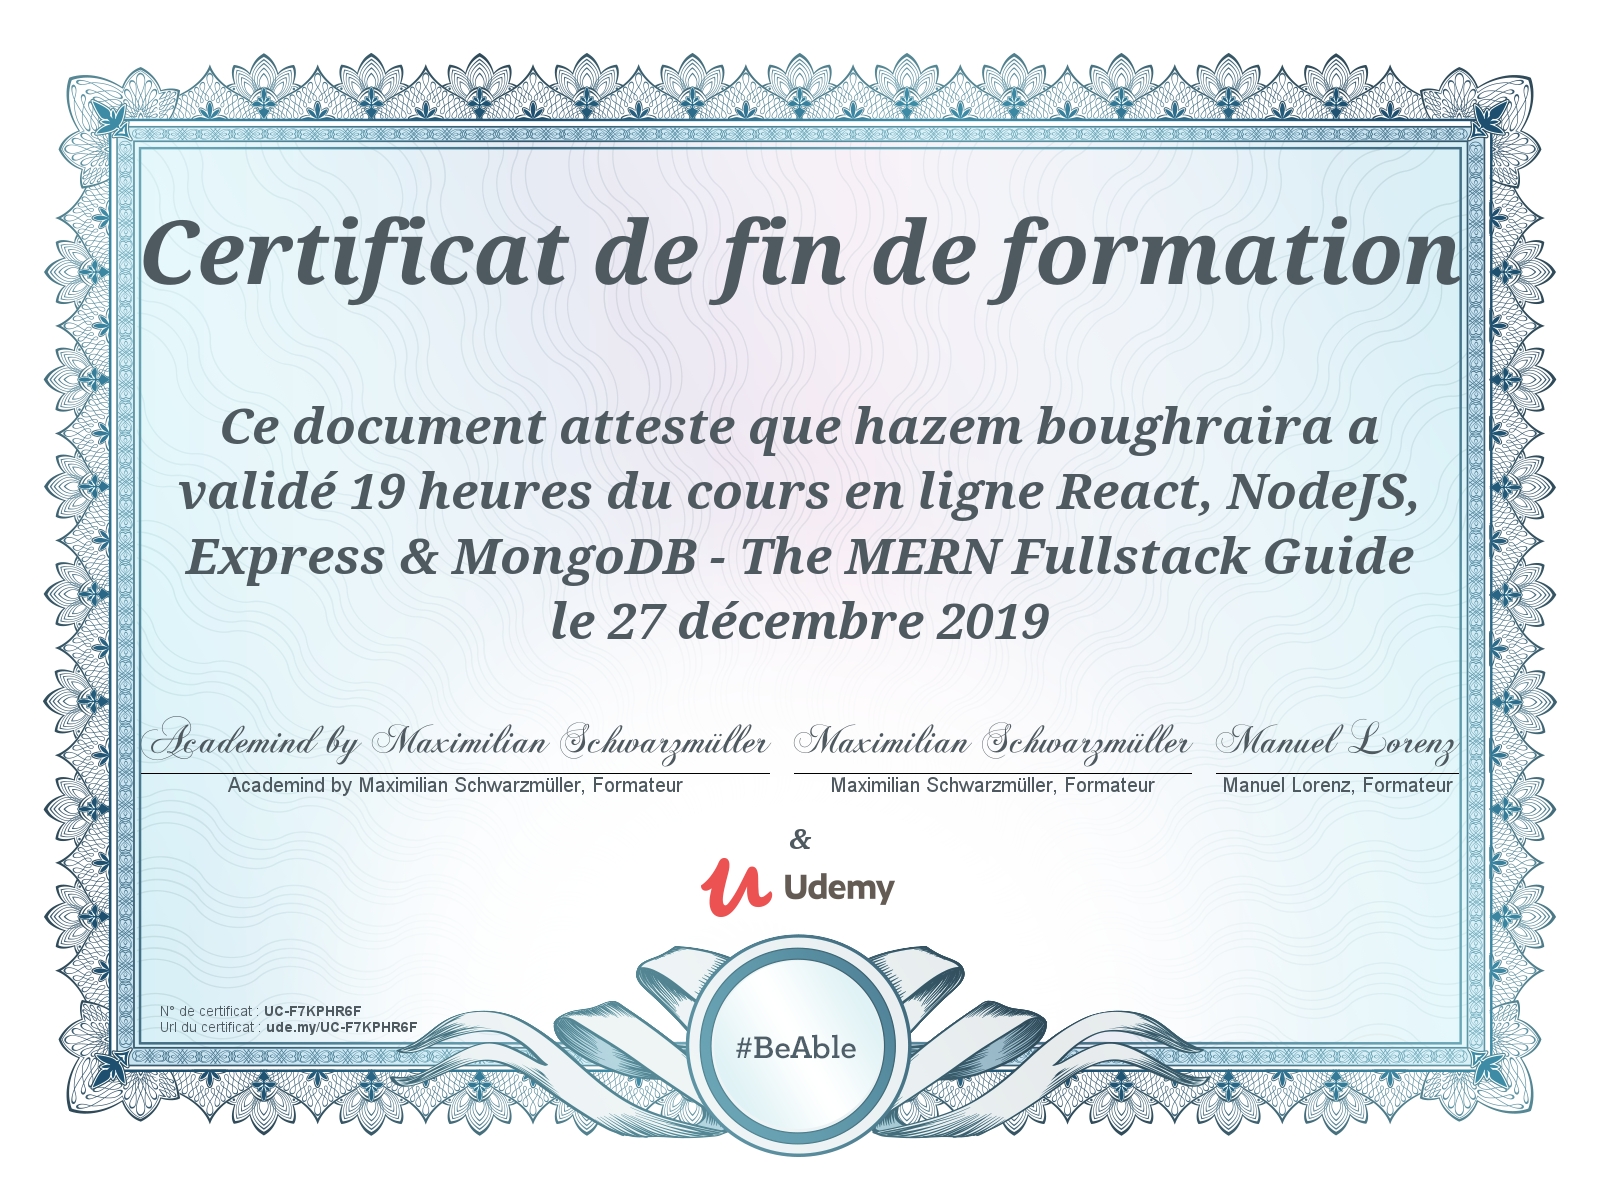 Certificat de fin de formation
Ce document atteste que hazem boughraira a
validé 19 heures du cours en ligne React, NodeJS,
Express & MongoDB - The MERN Fullstack Guide
le 27 décembre 2019
Academind by Maximilian Schwarzmüller Maximilian Schwarzmüller Manuel Lorenz
Academind by Maximilian Schwarzmüller, Formateur Maximilian Schwarzmüller, Formateur Manuel Lorenz, Formateur
&
Udemy
N° de certificat : UC-F7KPHR6F
Url du certificat : ude.my/UC-F7KPHR6F
#BeAble